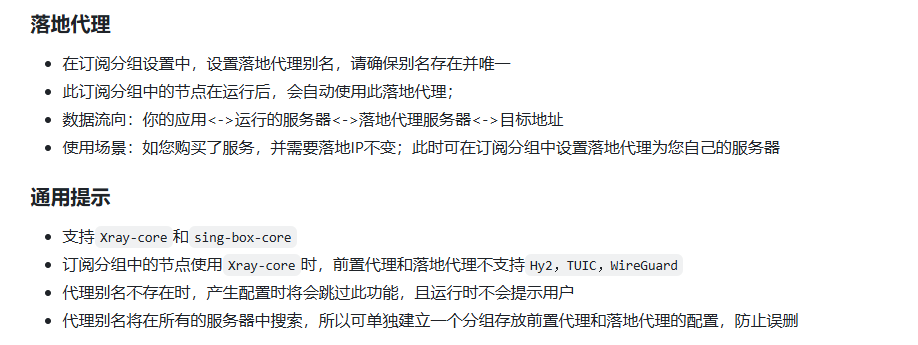 落地代理
在订阅分组设置中，设置落地代理别名，请确保别名存在并唯一
此订阅分组中的节点在运行后，会自动使用此落地代理；
数据流向：你的应用<->运行的服务器<->落地代理服务器<->目标地址
使用场景：如您购买了服务，并需要落地IP不变；此时可在订阅分组中设置落地代理为您自己的服务器
通用提示
支持 Xray-core 和 sing-box-core
订阅分组中的节点使用 Xray-core 时，前置代理和落地代理不支持 Hy2，TUIC，WireGuard
代理别名不存在时，产生配置时将会跳过此功能，且运行时不会提示用户
代理别名将在所有的服务器中搜索，所以可单独建立一个分组存放前置代理和落地代理的配置，防止误删